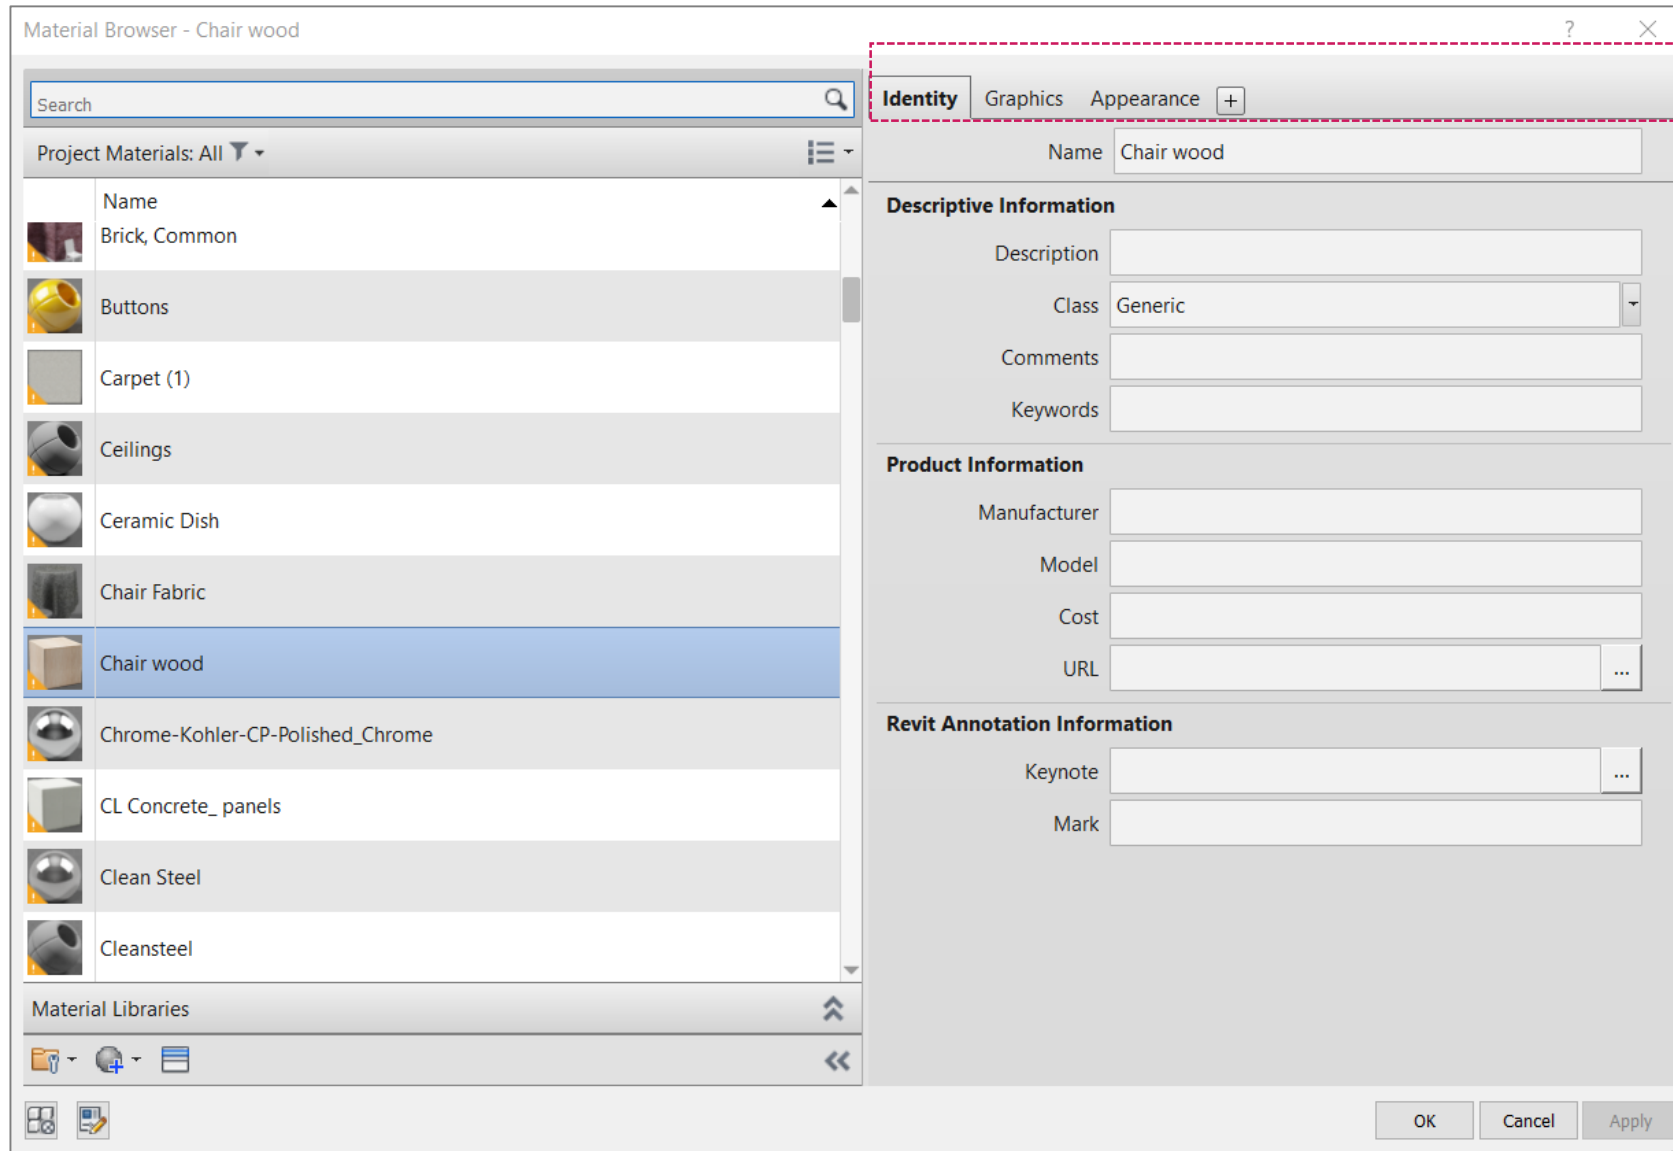 Material Browser - Chair wood
?
Search
Project Materials: All
Name
Brick, Common
Buttons
Carpet (1)
Ceilings
Ceramic Dish
Chair Fabric
Chair wood
Chrome-Kohler-CP-Polished_Chrome
CL Concrete_ panels
Clean Steel
Cleansteel
Material Libraries
Identity Graphics Appearance +
Name Chair wood
Descriptive Information
Description
Class Generic
Comments
Keywords
Product Information
Manufacturer
Model
Cost
URL ...
Revit Annotation Information
Keynote ...
Mark
OK Cancel Apply